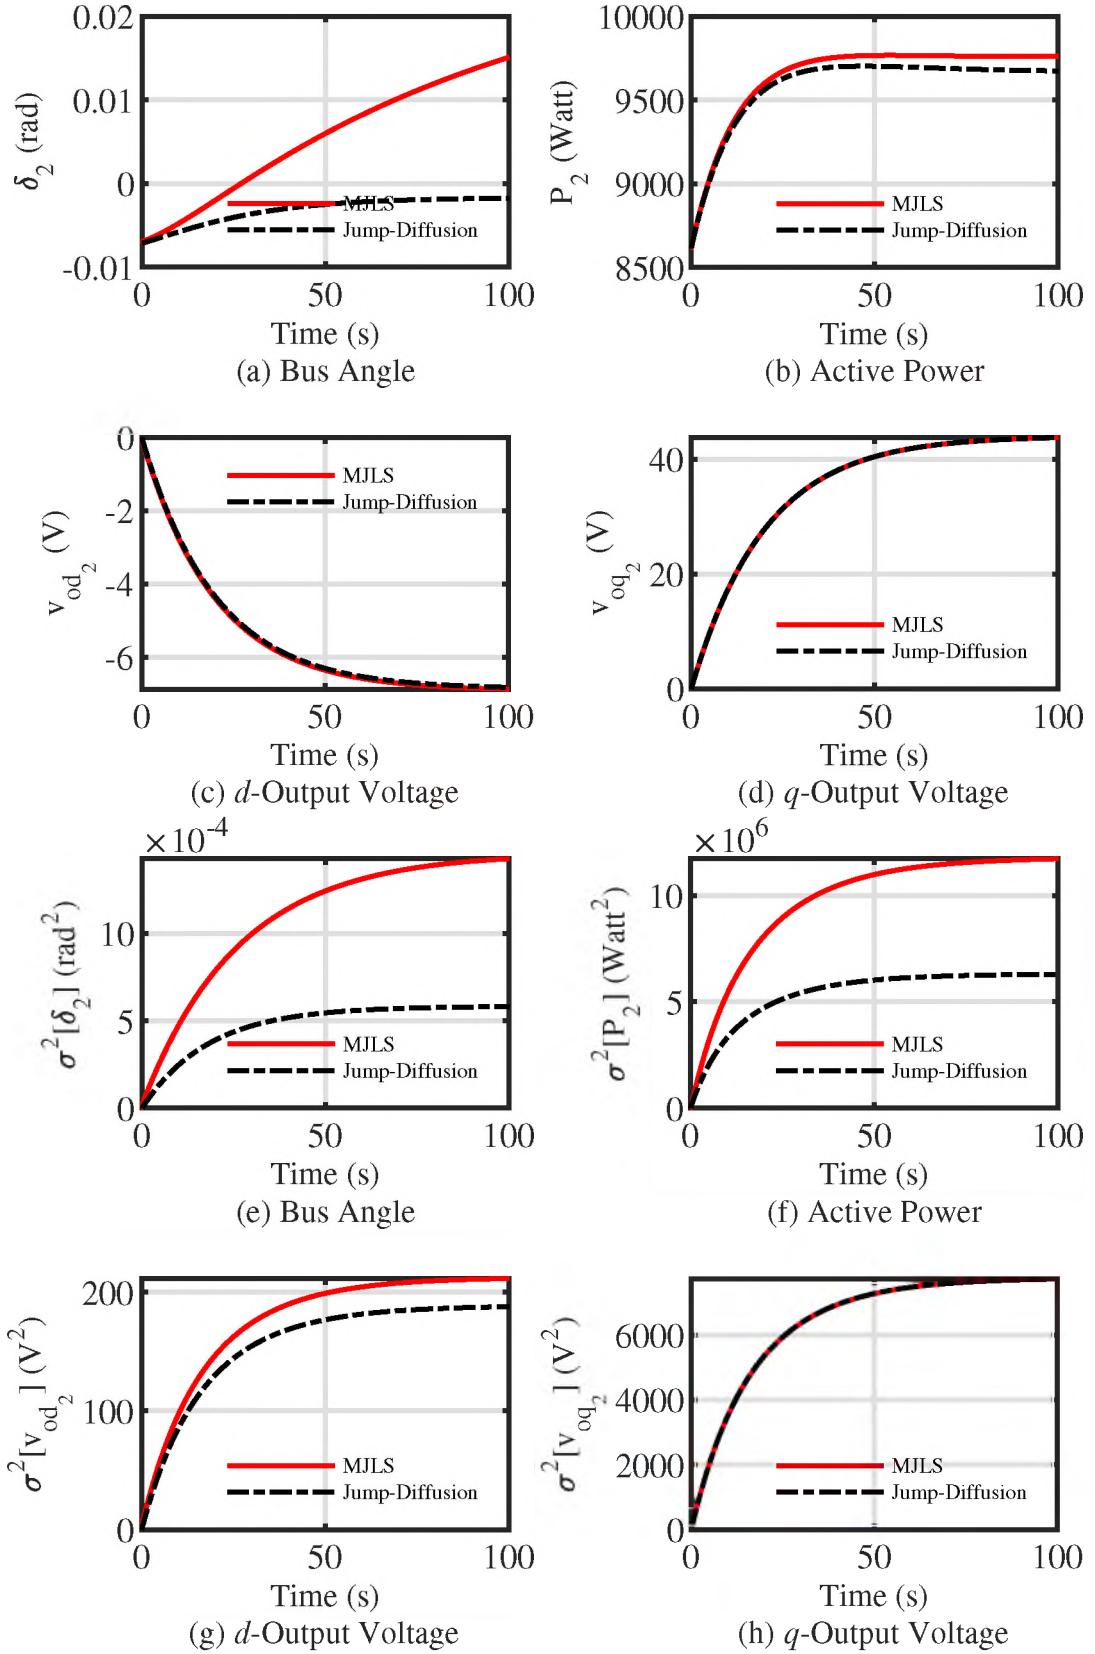 0.02
0.01
0
-0.01
δ2 (rad)
MJLS
Jump-Diffusion
0 50 100
Time (s)
(a) Bus Angle
10000
9500
9000
8500
P2 (Watt)
MJLS
Jump-Diffusion
0 50 100
Time (s)
(b) Active Power
0
-2
-4
-6
vod2 (V)
MJLS
Jump-Diffusion
0 50 100
Time (s)
(c) d-Output Voltage
40
20
0
voq2 (V)
MJLS
Jump-Diffusion
0 50 100
Time (s)
(d) q-Output Voltage
×10-4
10
5
0
σ2[δ2] (rad2)
MJLS
Jump-Diffusion
0 50 100
Time (s)
(e) Bus Angle
×106
10
5
0
σ2[P2] (Watt2)
MJLS
Jump-Diffusion
0 50 100
Time (s)
(f) Active Power
200
100
0
σ2[vod2] (V2)
MJLS
Jump-Diffusion
0 50 100
Time (s)
(g) d-Output Voltage
6000
4000
2000
0
σ2[voq2] (V2)
MJLS
Jump-Diffusion
0 50 100
Time (s)
(h) q-Output Voltage